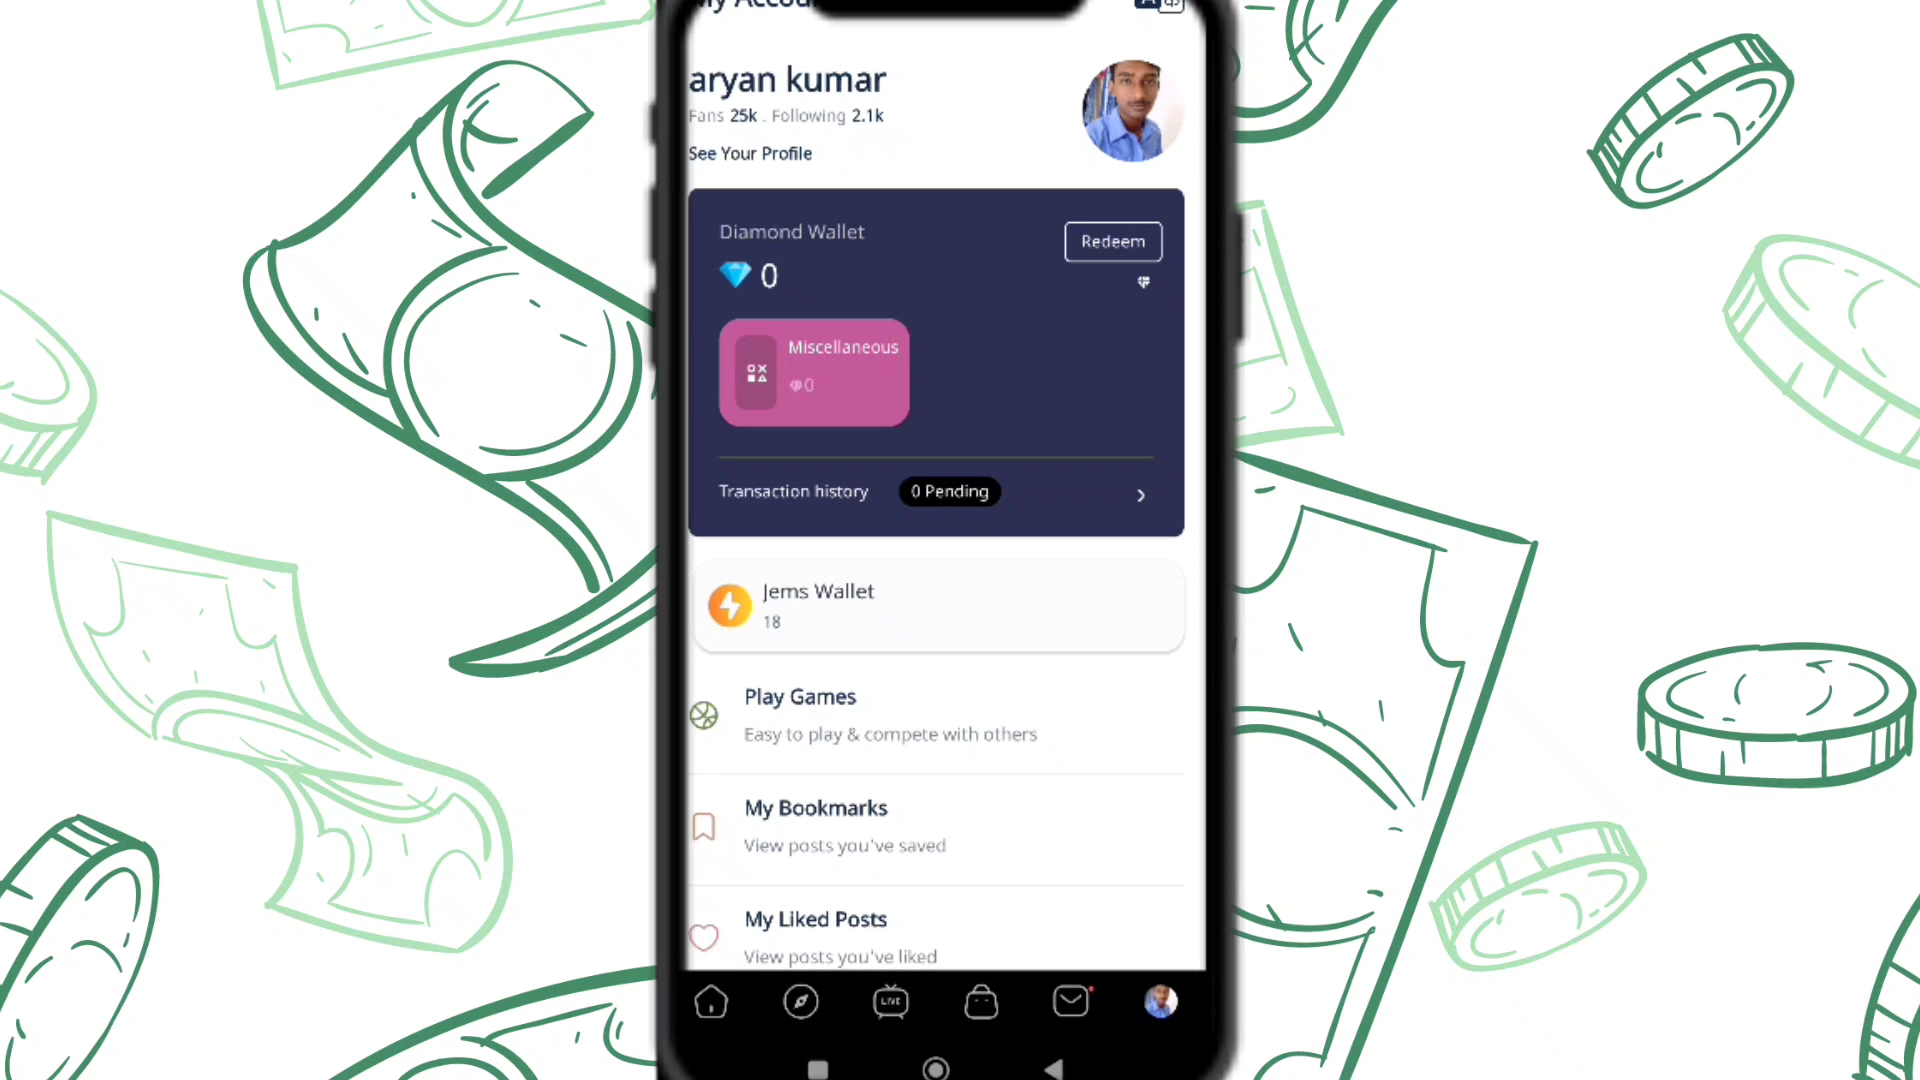 My Account
aryan kumar
Fans 25k . Following 2.1k
See Your Profile
Diamond Wallet
Redeem
0
Miscellaneous
0
Transaction history
0 Pending
Jems Wallet
18
Play Games
Easy to play & compete with others
My Bookmarks
View posts you've saved
My Liked Posts
View posts you've liked
LIVE